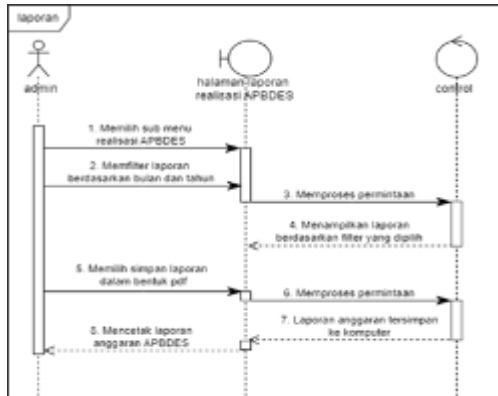 laporan
admin
halaman laporan
realisasi APBDES
control
1. Memilih sub menu
realisasi APBDES
2. Memfilter laporan
berdasarkan bulan dan tahun
3. Memproses permintaan
4. Menampilkan laporan
berdasarkan filter yang dipilih
5. Memilih simpan laporan
dalam bentuk pdf
6. Memproses permintaan
7. Laporan anggaran tersimpan
ke komputer
8. Mencetak laporan
anggaran APBDES